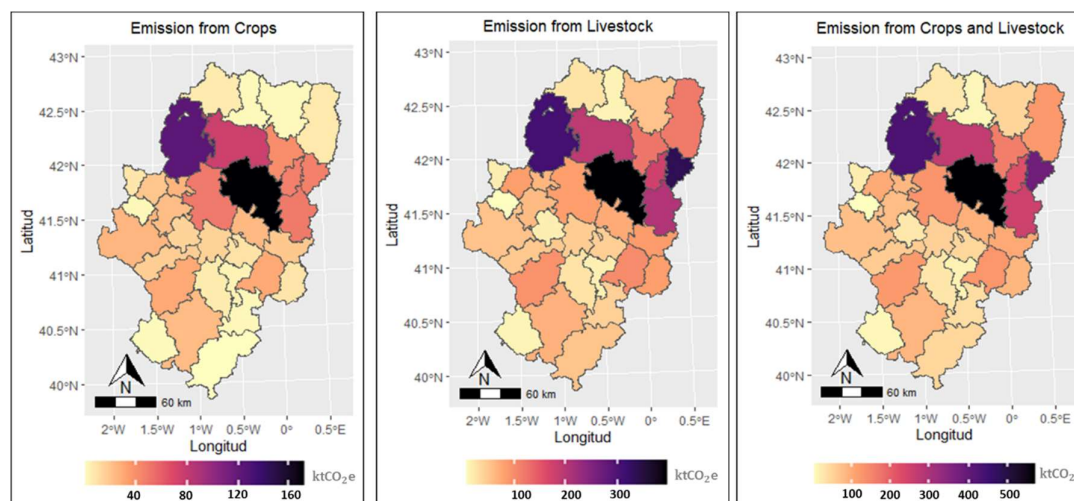 Emission from Crops
43°N
42.5°N
42°N
41.5°N
41°N
40.5°N
40°N
Latitud
N
60 km
2°W 1.5°W 1°W 0.5°W 0° 0.5°E
Longitud
ktCO₂e
40 80 120 160
Emission from Livestock
43°N
42.5°N
42°N
41.5°N
41°N
40.5°N
40°N
Latitud
N
60 km
2°W 1.5°W 1°W 0.5°W 0° 0.5°E
Longitud
ktCO₂e
100 200 300
Emission from Crops and Livestock
43°N
42.5°N
42°N
41.5°N
41°N
40.5°N
40°N
Latitud
N
60 km
2°W 1.5°W 1°W 0.5°W 0° 0.5°E
Longitud
ktCO₂e
100 200 300 400 500